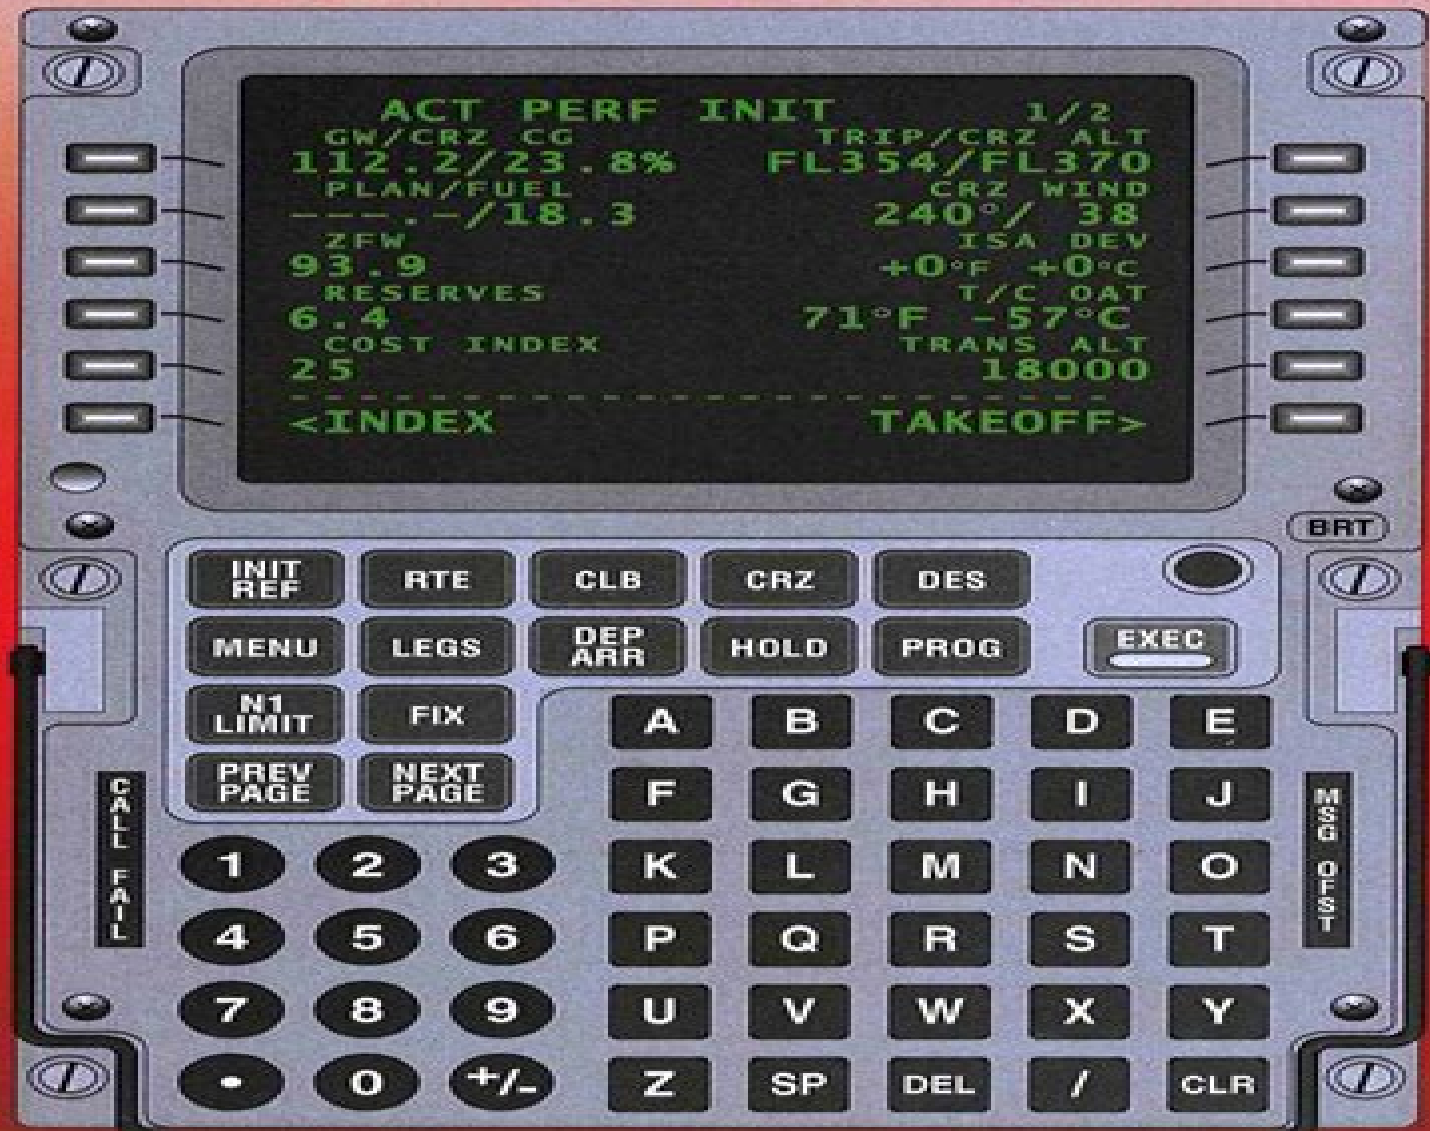 ACT PERF INIT 1/2
GW/CRZ CG TRIP/CRZ ALT
112.2/23.8% FL354/FL370
PLAN/FUEL CRZ WIND
---.-/18.3 240°/ 38
ZFW ISA DEV
93.9 +0°F +0°C
RESERVES T/C OAT
6.4 71°F -57°C
COST INDEX TRANS ALT
25 18000
------------------------
<INDEX TAKEOFF>
BRT
INIT REF RTE CLB CRZ DES
MENU LEGS DEP ARR HOLD PROG EXEC
N1 LIMIT FIX
PREV PAGE NEXT PAGE
A B C D E
F G H I J
K L M N O
P Q R S T
U V W X Y
Z SP DEL / CLR
1 2 3
4 5 6
7 8 9
• 0 +/-
CALL FAIL
MSG OFST